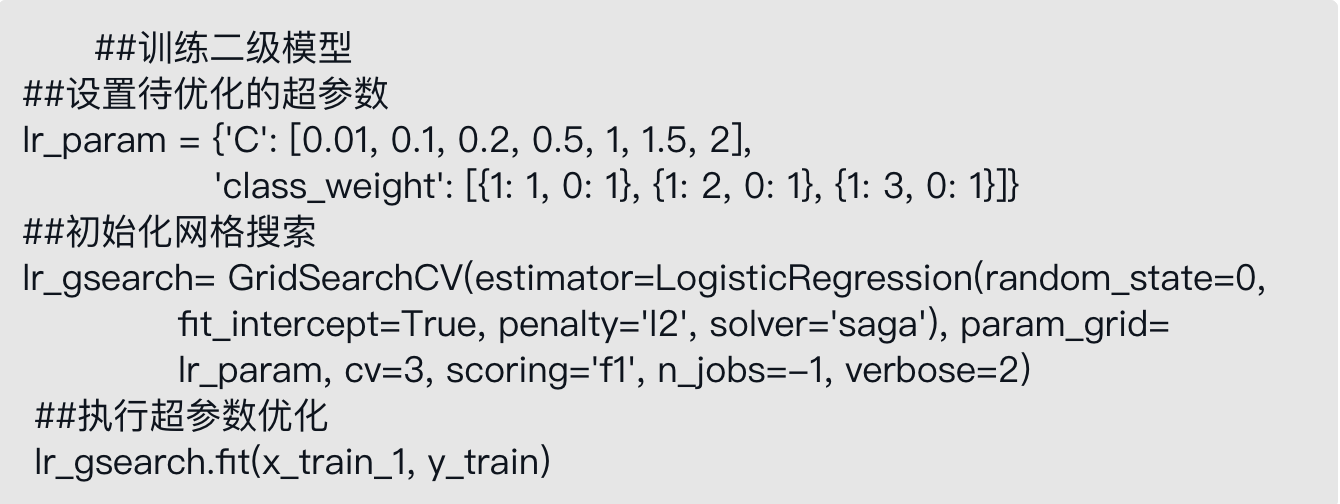 ##训练二级模型
##设置待优化的超参数
lr_param = {'C': [0.01, 0.1, 0.2, 0.5, 1, 1.5, 2],
'class_weight': [{1: 1, 0: 1}, {1: 2, 0: 1}, {1: 3, 0: 1}]}
##初始化网格搜索
lr_gsearch= GridSearchCV(estimator=LogisticRegression(random_state=0,
fit_intercept=True, penalty='l2', solver='saga'), param_grid=
lr_param, cv=3, scoring='f1', n_jobs=–1, verbose=2)
##执行超参数优化
lr_gsearch.fit(x_train_1, y_train)